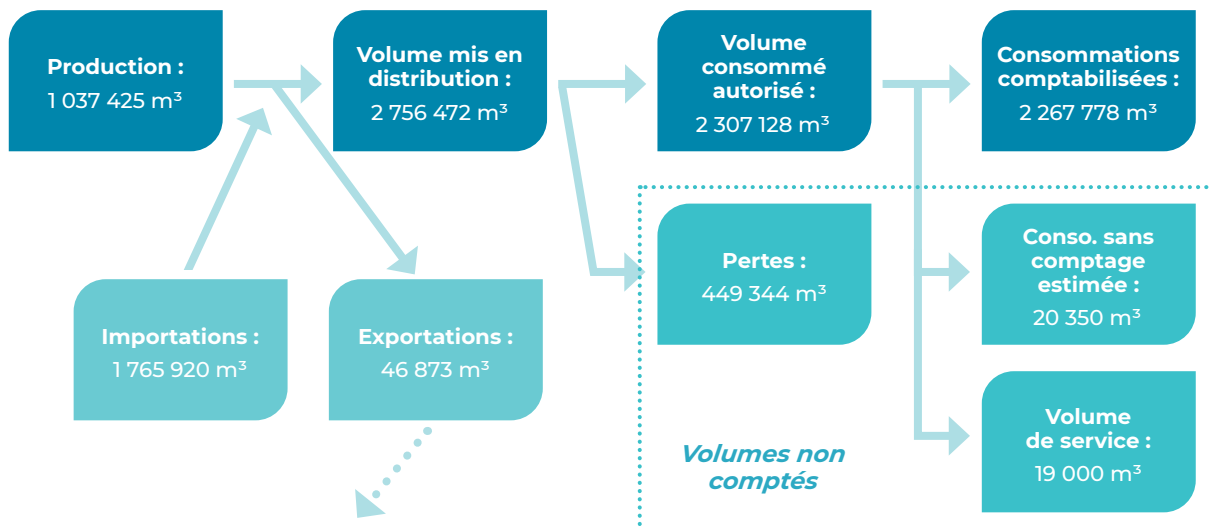 Production :
1 037 425 m³
Volume mis en
distribution :
2 756 472 m³
Volume
consommé
autorisé :
2 307 128 m³
Consommations
comptabilisées :
2 267 778 m³
Importations :
1 765 920 m³
Exportations :
46 873 m³
Pertes :
449 344 m³
Conso. sans
comptage
estimée :
20 350 m³
Volumes non
comptés
Volume
de service :
19 000 m³